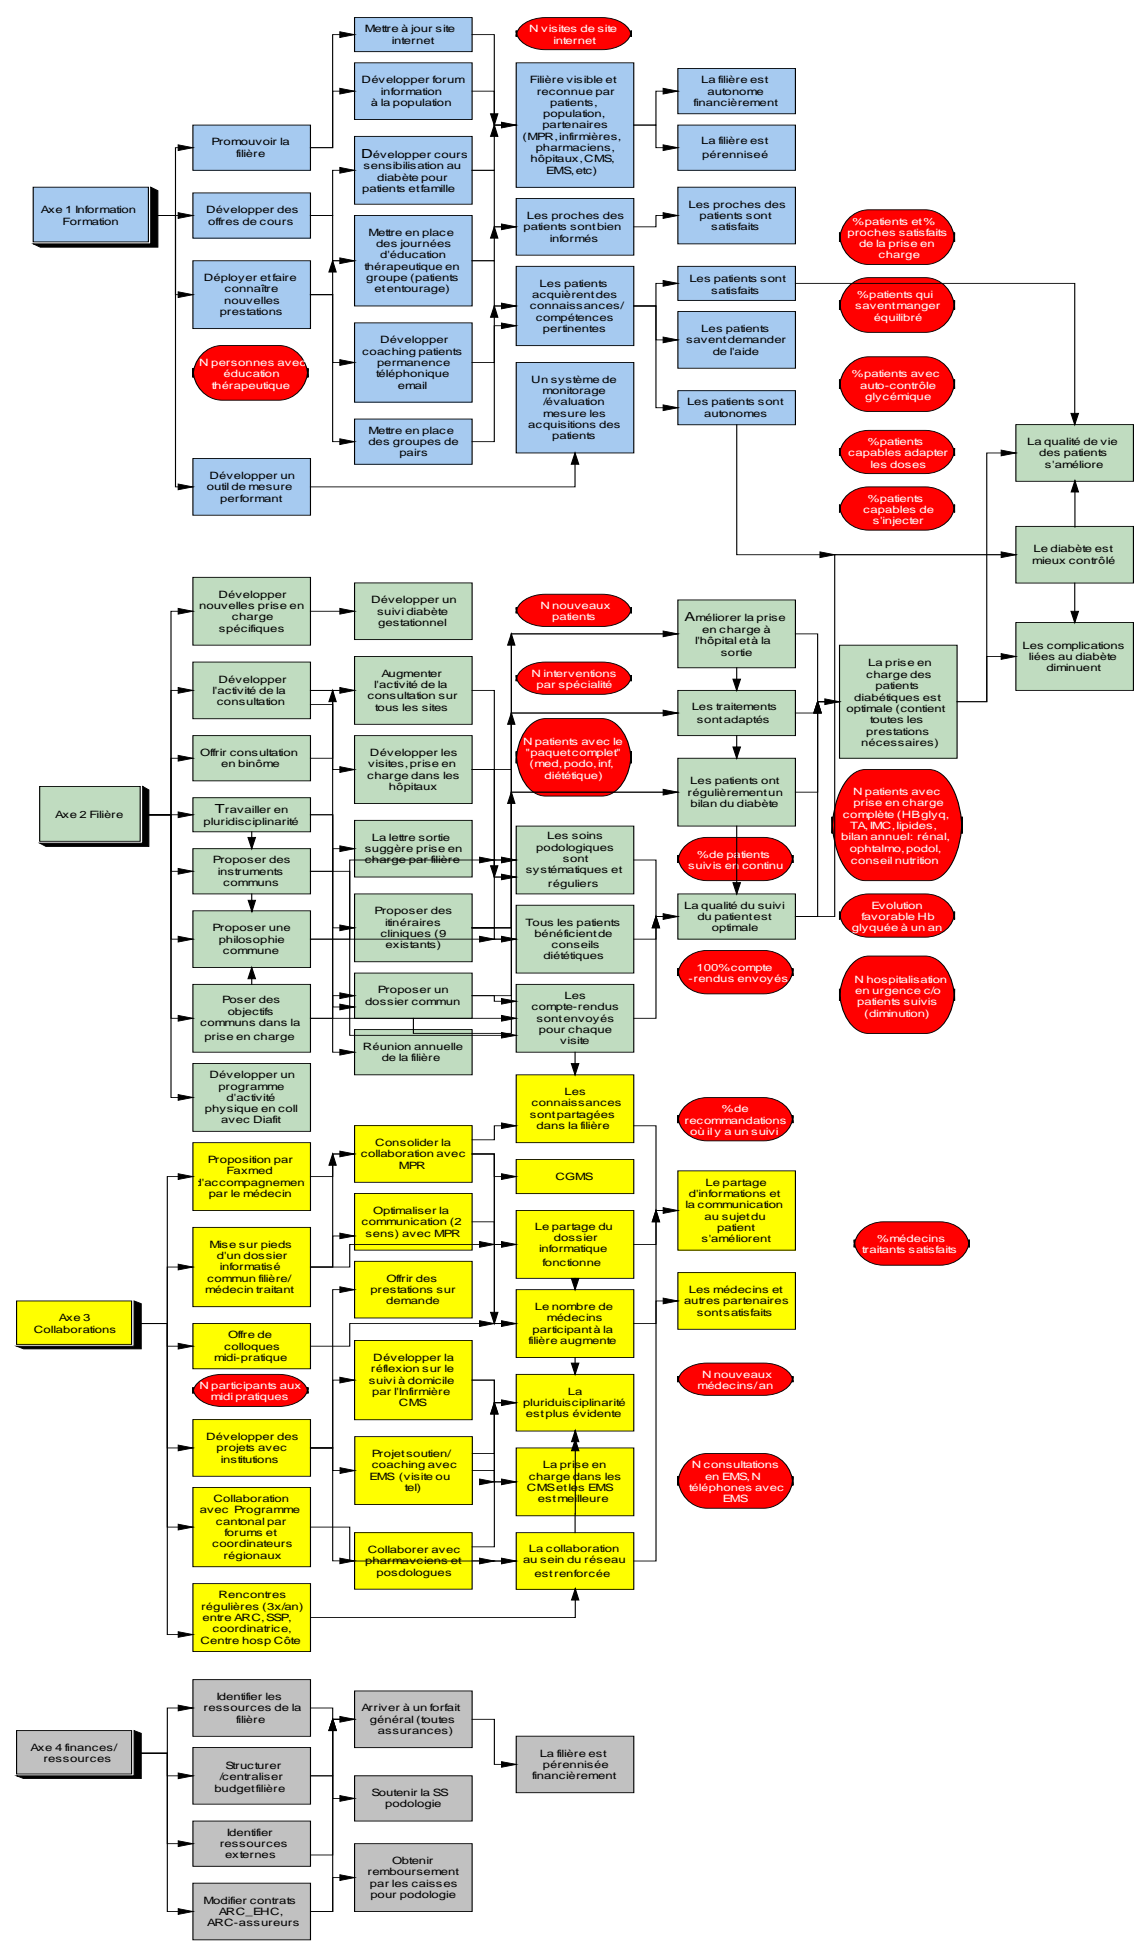 Mettre à jour site
internet
N visites de site
internet
Développer forum
information
à la population
Filière visible et
reconnue par
patients,
population,
partenaires
(MPR, infirmières,
pharmaciens,
hôpitaux, CMS,
EMS, etc)
La filière est
autonome
financièrement
La filière est
pérenniseé
Promouvoir la
filière
Développer cours
sensibilisation au
diabète pour
patients et famille
Axe 1 Information
Formation
Développer des
offres de cours
Mettre en place
des journées
d'éducation
thérapeutique en
groupe (patients
et entourage)
Les proches des
patients sont bien
informés
Les proches des
patients sont
satisfaits
%patients et %
proches satisfaits
de la prise en
charge
Déployer et faire
connaître
nouvelles
prestations
Les patients
acquièrent des
connaissances/
compétences
pertinentes
Les patients sont
satisfaits
%patients qui
savent manger
équilibré
Les patients
savent demander
de l'aide
N personnes avec
éducation
thérapeutique
Développer
coaching patients
permanence
téléphonique
email
Un système de
monitorage
/évaluation
mesure les
acquisitions des
patients
Les patients sont
autonomes
%patients avec
auto-contrôle
glycémique
Mettre en place
des groupes de
pairs
%patients
capables adapter
les doses
La qualité de vie
des patients
s'améliore
Développer un
outil de mesure
performant
%patients
capables de
s'injecter
Le diabète est
mieux contrôlé
Développer
nouvelles prise en
charge
spécifiques
Développer un
suivi diabète
gestationnel
N nouveaux
patients
Améliorer la prise
en charge à
l'hôpital et à la
sortie
Les complications
liées au diabète
diminuent
Développer
l'activité de la
consultation
Augmenter
l'activité de la
consultation sur
tous les sites
N interventions
par spécialité
Les traitements
sont adaptés
La prise en
charge des
patients
diabétiques est
optimale (contient
toutes les
prestations
nécessaires)
Offrir consultation
en binôme
Développer les
visites, prise en
charge dans les
hôpitaux
N patients avec le
"paquet complet"
(med, podo, inf,
diététique)
Les patients ont
régulièrement un
bilan du diabète
Axe 2 Filière
Travailler en
pluridisciplinarité
La lettre sortie
suggère prise en
charge par filière
Les soins
podologiques
sont
systématiques et
réguliers
%de patients
suivis en continu
N patients avec
prise en charge
complète (HB glyq,
TA, IMC, lipides,
bilan annuel: rénal,
ophtalmo, podol,
conseil nutrition
Proposer des
instruments
communs
Proposer une
philosophie
commune
Proposer des
itinéraires
cliniques (9
existants)
Tous les patients
bénéficient de
conseils
diététiques
La qualité du suivi
du patient est
optimale
Evolution
favorable Hb
glyquée à un an
100% compte
-rendus envoyés
Poser des
objectifs
communs dans la
prise en charge
Proposer un
dossier commun
Les
compte-rendus
sont envoyés
pour chaque
visite
N hospitalisation
en urgence c/o
patients suivis
(diminution)
Réunion annuelle
de la filière
Développer un
programme
d'activité
physique en coll
avec Diafit
Les
connaissances
sont partagées
dans la filière
%de
recommandations
où il y a un suivi
Proposition par
Faxmed
d'accompagnemen
par le médecin
Consolider la
collaboration avec
MPR
CGMS
Optimaliser la
communication (2
sens) avec MPR
Le partage
d'informations et
la communication
au sujet du
patient
s'améliorent
Mise sur pieds
d'un dossier
informatisé
commun filière/
médecin traitant
Le partage du
dossier
informatique
fonctionne
%médecins
traitants satisfaits
Offrir des
prestations sur
demande
Le nombre de
médecins
participant à la
filière augmente
Les médecins et
autres partenaires
sont satisfaits
Axe 3
Collaborations
Offre de
colloques
midi-pratique
Développer la
réflexion sur le
suivi à domicile
par l'Infirmière
CMS
N participants aux
midi pratiques
La
pluriduisciplinarité
est plus évidente
N nouveaux
médecins/an
Développer des
projets avec
institutions
Projet soutien/
coaching avec
EMS (visite ou
tel)
La prise en
charge dans les
CMS et les EMS
est meilleure
N consultations
en EMS, N
téléphones avec
EMS
Collaboration
avec Programme
cantonal par
forums et
coordinateurs
régionaux
Collaborer avec
pharmavciens et
posdologues
La collaboration
au sein du réseau
est renforcée
Rencontres
régulières (3x/an)
entre ARC, SSP,
coordinatrice,
Centre hosp Côte
Identifier les
ressources de la
filière
Arriver à un forfait
général (toutes
assurances)
Axe 4 finances/
ressources
Structurer
/centraliser
budget filière
Soutenir la SS
podologie
La filière est
pérennisée
financièrement
Identifier
ressources
externes
Obtenir
remboursement
par les caisses
pour podologie
Modifier contrats
ARC_EHC,
ARC-assureurs